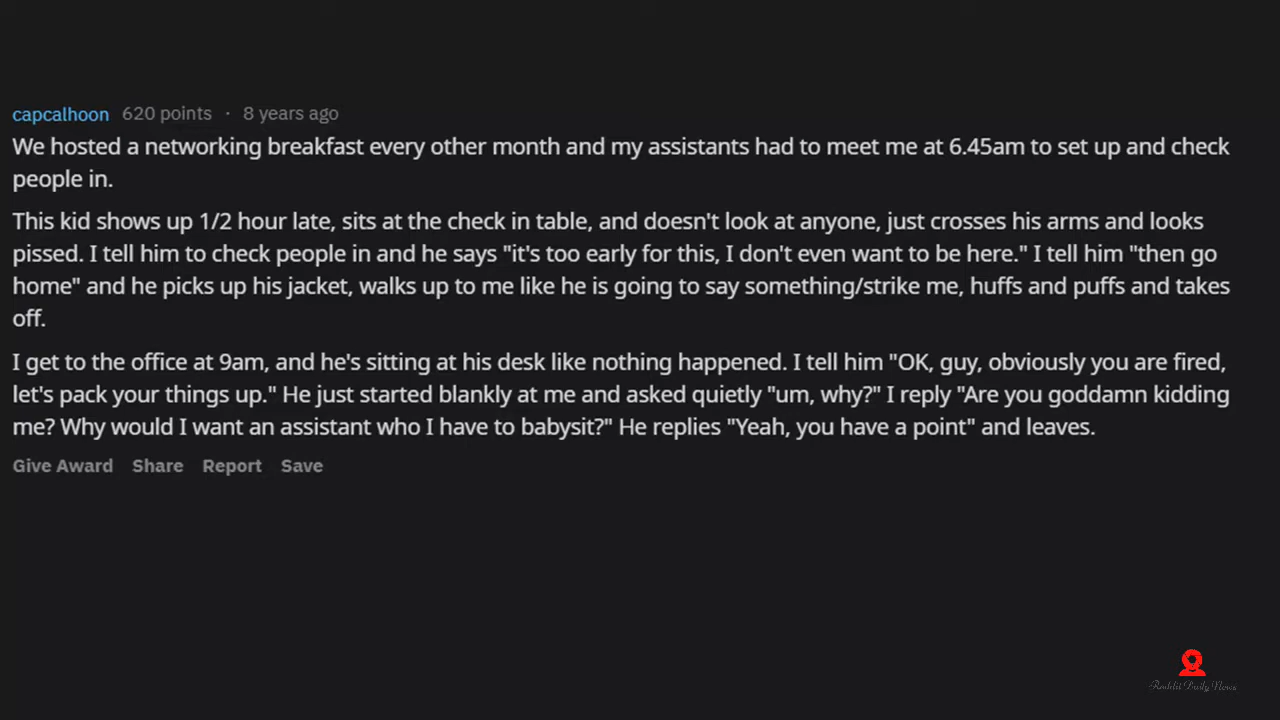 capcalhoon 620 points · 8 years ago
We hosted a networking breakfast every other month and my assistants had to meet me at 6.45am to set up and check
people in.
This kid shows up 1/2 hour late, sits at the check in table, and doesn't look at anyone, just crosses his arms and looks
pissed. I tell him to check people in and he says "it's too early for this, I don't even want to be here." I tell him "then go
home" and he picks up his jacket, walks up to me like he is going to say something/strike me, huffs and puffs and takes
off.
I get to the office at 9am, and he's sitting at his desk like nothing happened. I tell him "OK, guy, obviously you are fired,
let's pack your things up." He just started blankly at me and asked quietly "um, why?" I reply "Are you goddamn kidding
me? Why would I want an assistant who I have to babysit?" He replies "Yeah, you have a point" and leaves.
Give Award Share Report Save
Reddit Daily News